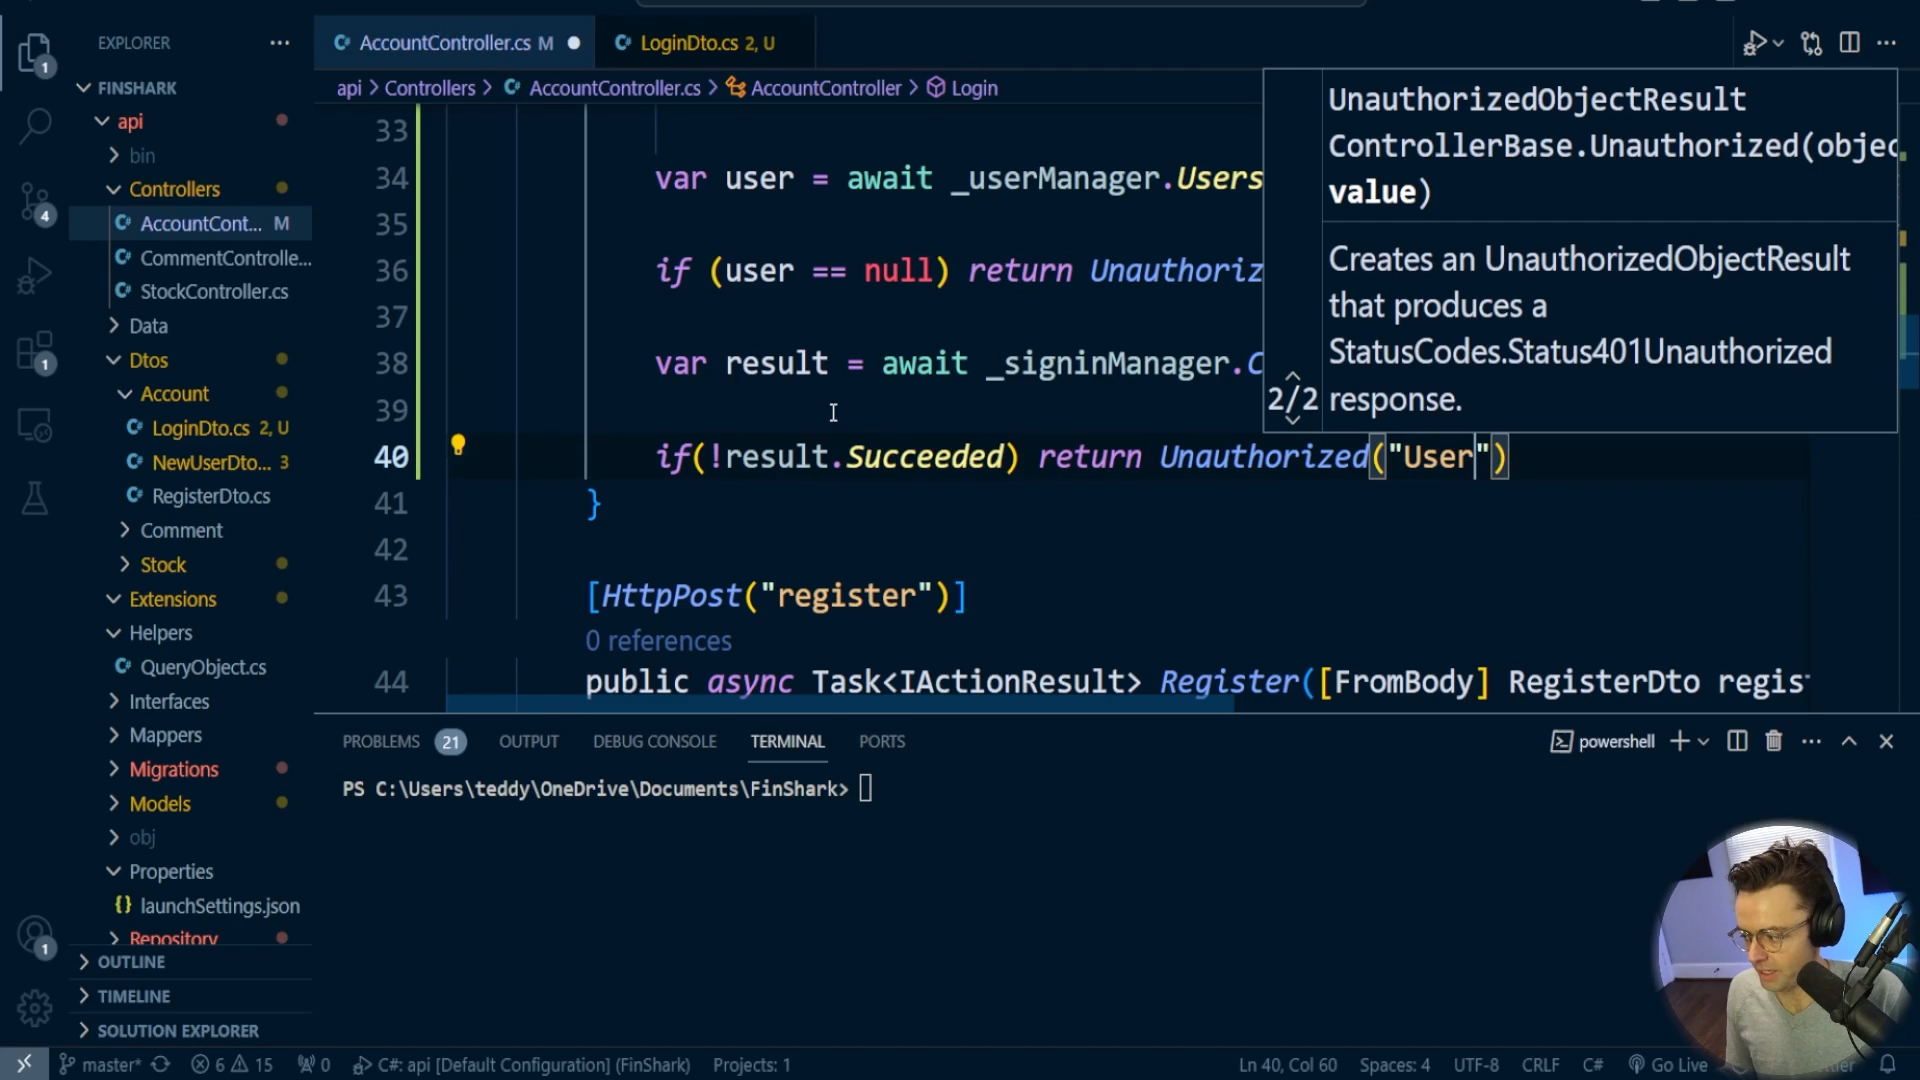 EXPLORER
FINSHARK
api
bin
Controllers
AccountCont... M
CommentControlle...
StockController.cs
Data
Dtos
Account
LoginDto.cs 2, U
NewUserDto... 3
RegisterDto.cs
Comment
Stock
Extensions
Helpers
QueryObject.cs
Interfaces
Mappers
Migrations
Models
obj
Properties
{} launchSettings.json
Repository
OUTLINE
TIMELINE
SOLUTION EXPLORER
1
4
1
1
AccountController.cs M
LoginDto.cs 2, U
api > Controllers > AccountController.cs > AccountController > Login
33
34 var user = await _userManager.Users
35
36 if (user == null) return Unauthoriz
37
38 var result = await _signinManager.C
39
40 if(!result.Succeeded) return Unauthorized("User")
41 }
42
43 [HttpPost("register")]
0 references
44 public async Task<IActionResult> Register([FromBody] RegisterDto regis
UnauthorizedObjectResult
ControllerBase.Unauthorized(objec
value)
Creates an UnauthorizedObjectResult
that produces a
StatusCodes.Status401Unauthorized
2/2 response.
PROBLEMS 21 OUTPUT DEBUG CONSOLE TERMINAL PORTS
powershell
PS C:\Users\teddy\OneDrive\Documents\FinShark>
master* 6 15 0 C#: api [Default Configuration] (FinShark) Projects: 1
Ln 40, Col 60 Spaces: 4 UTF-8 CRLF C# Go Live